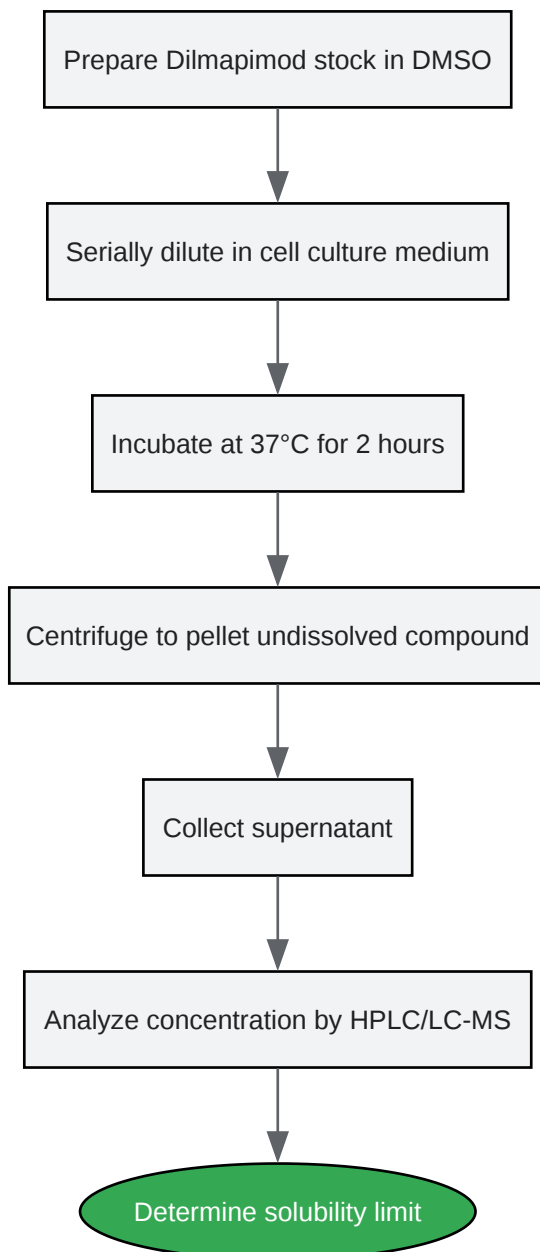 Prepare Dilmapimod stock in DMSO
Serially dilute in cell culture medium
Incubate at 37°C for 2 hours
Centrifuge to pellet undissolved compound
Collect supernatant
Analyze concentration by HPLC/LC-MS
Determine solubility limit